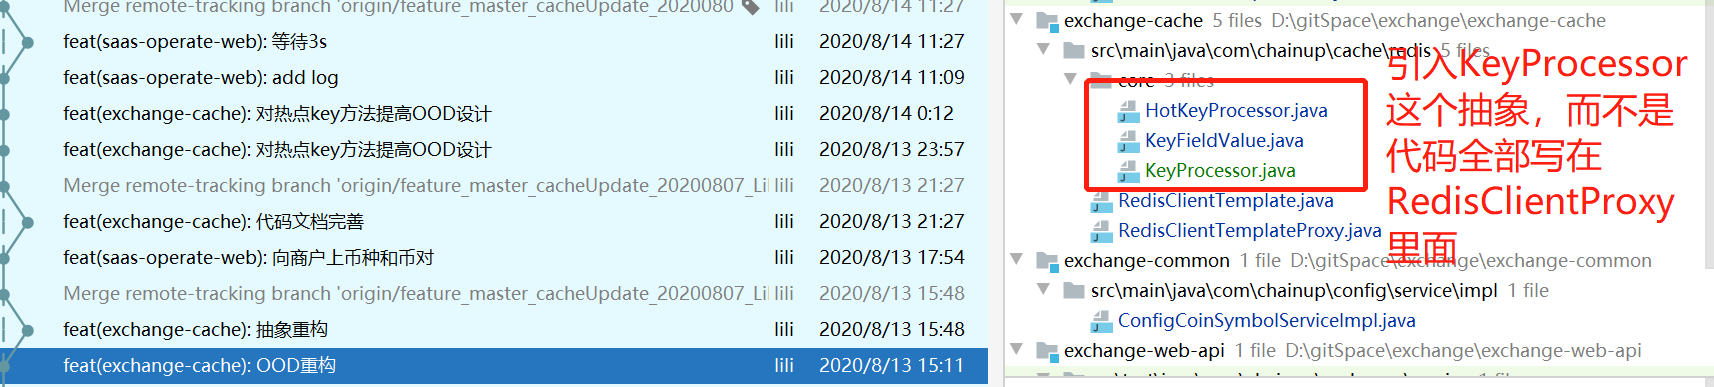 Merge remote-tracking branch 'origin/feature_master_cacheUpdate_202080 lili 2020/8/14 11:27
feat(saas-operate-web): 等待3s lili 2020/8/14 11:27
feat(saas-operate-web): add log lili 2020/8/14 11:09
feat(exchange-cache): 对热点key方法提高OOD设计 lili 2020/8/14 0:12
feat(exchange-cache): 对热点key方法提高OOD设计 lili 2020/8/13 23:57
Merge remote-tracking branch 'origin/feature_master_cacheUpdate_20200807_Li lili 2020/8/13 21:27
feat(exchange-cache): 代码文档完善 lili 2020/8/13 21:27
feat(saas-operate-web): 向商户上币种和币对 lili 2020/8/13 17:54
Merge remote-tracking branch 'origin/feature_master_cacheUpdate_20200807_Li lili 2020/8/13 15:48
feat(exchange-cache): 抽象重构 lili 2020/8/13 15:48
feat(exchange-cache): OOD重构 lili 2020/8/13 15:11
exchange-cache 5 files D:\gitSpace\exchange\exchange-cache
src\main\java\com\chainup\cache\redis 5 files
core 3 files
HotKeyProcessor.java
KeyFieldValue.java
KeyProcessor.java
RedisClientTemplate.java
RedisClientTemplateProxy.java
exchange-common 1 file D:\gitSpace\exchange\exchange-common
src\main\java\com\chainup\config\service\impl 1 file
ConfigCoinSymbolServiceImpl.java
exchange-web-api 1 file D:\gitSpace\exchange\exchange-web-api
引入KeyProcessor
这个抽象，而不是
代码全部写在
RedisClientProxy
里面